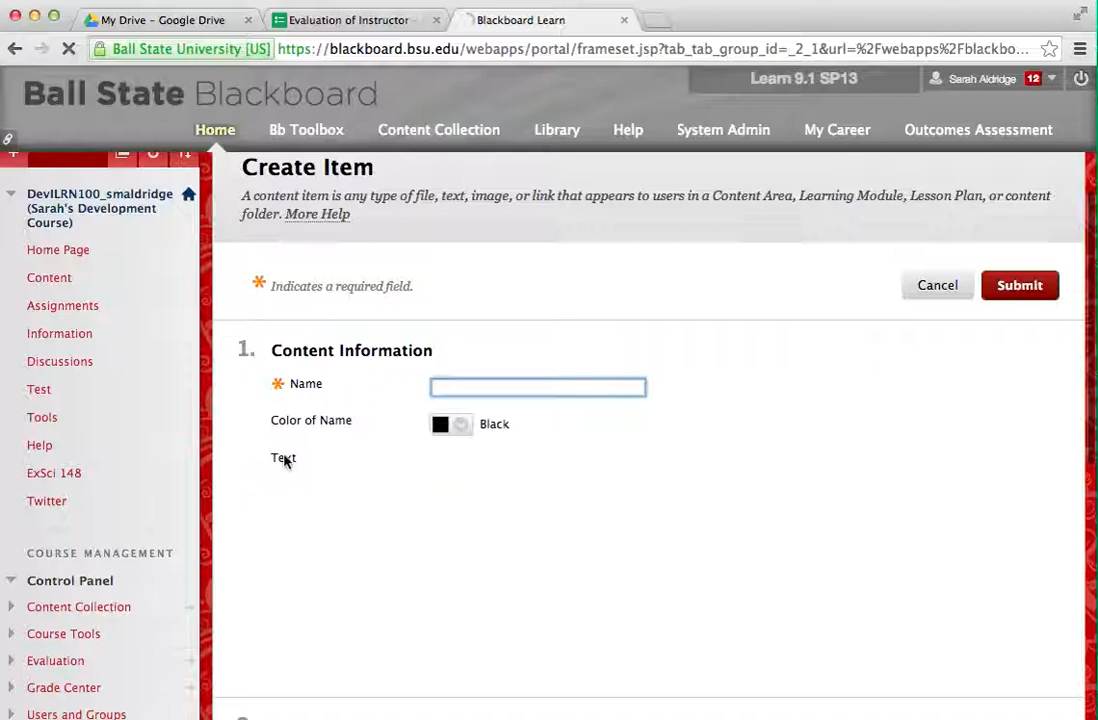 My Drive – Google Drive
Evaluation of Instructor
Blackboard Learn
Ball State University [US]
https://blackboard.bsu.edu/webapps/portal/frameset.jsp?tab_tab_group_id=_2_1&url=%2Fwebapps%2Fblackbo...
Learn 9.1 SP13
Sarah Aldridge 12
Ball State Blackboard
Home Bb Toolbox Content Collection Library Help System Admin My Career Outcomes Assessment
DevILRN100_smaldridge
(Sarah's Development
Course)
Home Page
Content
Assignments
Information
Discussions
Test
Tools
Help
ExSci 148
Twitter
COURSE MANAGEMENT
Control Panel
Content Collection
Course Tools
Evaluation
Grade Center
Users and Groups
Create Item
A content item is any type of file, text, image, or link that appears to users in a Content Area, Learning Module, Lesson Plan, or content
folder. More Help
* Indicates a required field.
Cancel Submit
1. Content Information
* Name
Color of Name Black
Text